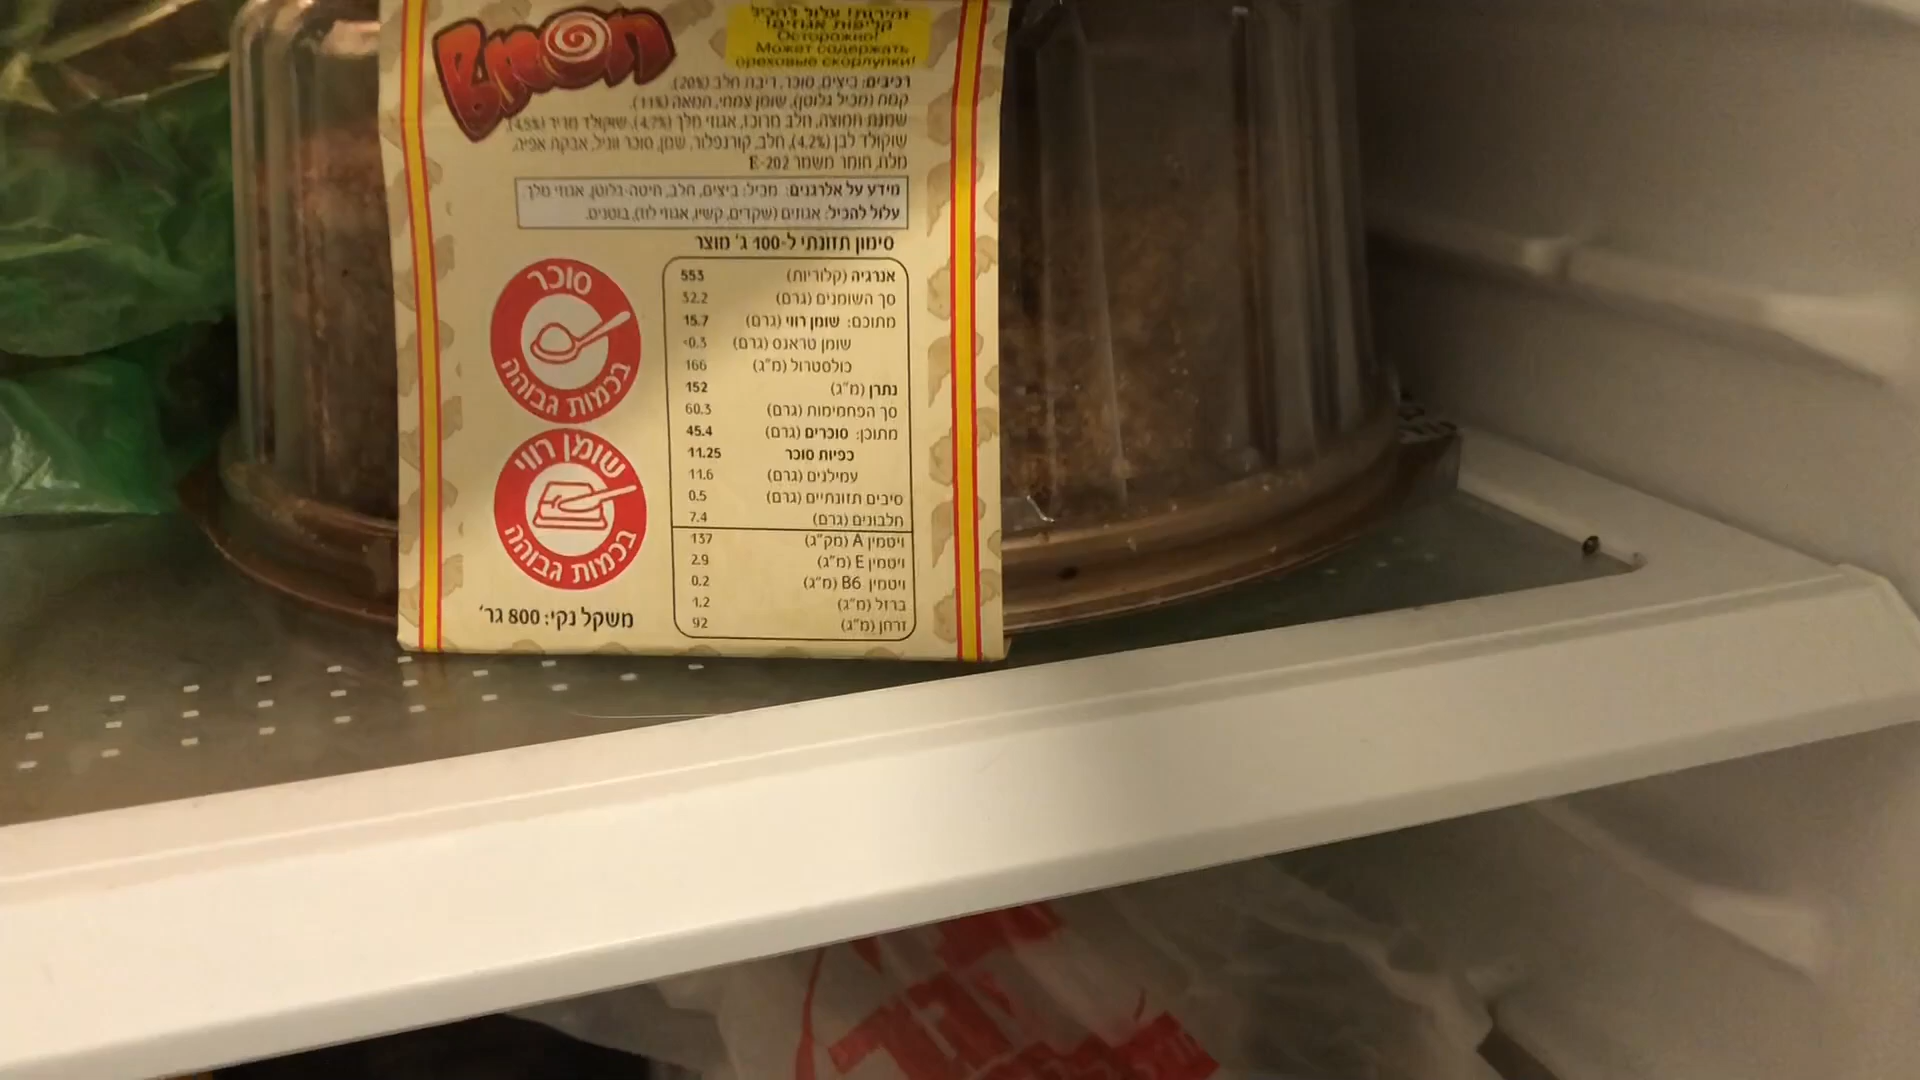 זהירות! עלול להכיל
קליפות אגוזים!
Осторожно!
Может содержать
ореховые скорлупки!
רכיבים: ביצים, סוכר, ריבת חלב (20%),
קמח (מכיל גלוטן), שומן צמחי, חמאה (11%),
שמנת חמוצה, חלב מרוכז, אגוזי מלך (4.7%), שוקולד מריר (4.5%),
שוקולד לבן (4.2%), חלב, קורנפלור, שמן, סוכר וניל, אבקת אפיה,
מלח, חומר משמר E-202
מידע על אלרגנים: מכיל: ביצים, חלב, חיטה-גלוטן, אגוזי מלך
עלול להכיל: אגוזים (שקדים, קשיו, אגוזי לוז), בוטנים.
סימון תזונתי ל-100 ג' מוצר
אנרגיה (קלוריות) 553
סך השומנים (גרם) 32.2
מתוכם: שומן רווי (גרם) 15.7
שומן טראנס (גרם) <0.3
כולסטרול (מ"ג) 166
נתרן (מ"ג) 152
סך הפחמימות (גרם) 60.3
מתוכן: סוכרים (גרם) 45.4
כפיות סוכר 11.25
עמילנים (גרם) 11.6
סיבים תזונתיים (גרם) 0.5
חלבונים (גרם) 7.4
ויטמין A (מק"ג) 137
ויטמין E (מ"ג) 2.9
ויטמין B6 (מ"ג) 0.2
ברזל (מ"ג) 1.2
זרחן (מ"ג) 92
סוכר
בכמות גבוהה
שומן רווי
בכמות גבוהה
משקל נקי: 800 גר'